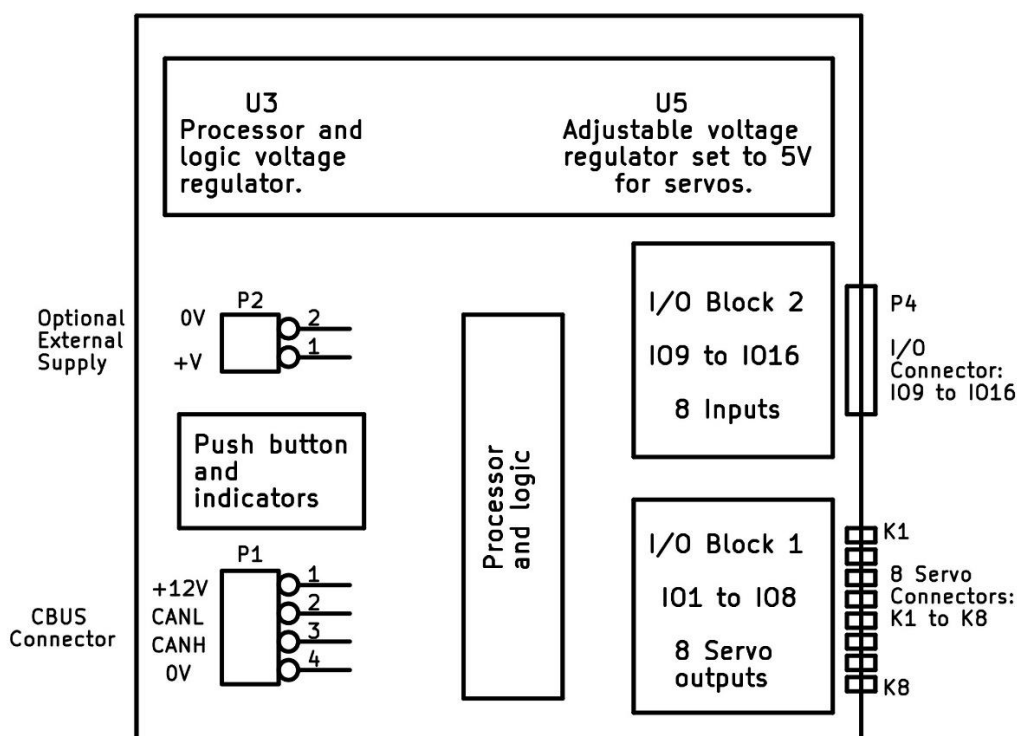 U3
Processor and
logic voltage
regulator.
U5
Adjustable voltage
regulator set to 5V
for servos.
Optional
External
Supply
P2
0V
+V
2
1
I/O Block 2
IO9 to IO16
8 Inputs
P4
I/O
Connector:
IO9 to IO16
Push button
and
indicators
Processor
and logic
CBUS
Connector
P1
+12V
CANL
CANH
0V
1
2
3
4
I/O Block 1
IO1 to IO8
8 Servo
outputs
K1
8 Servo
Connectors:
K1 to K8
K8